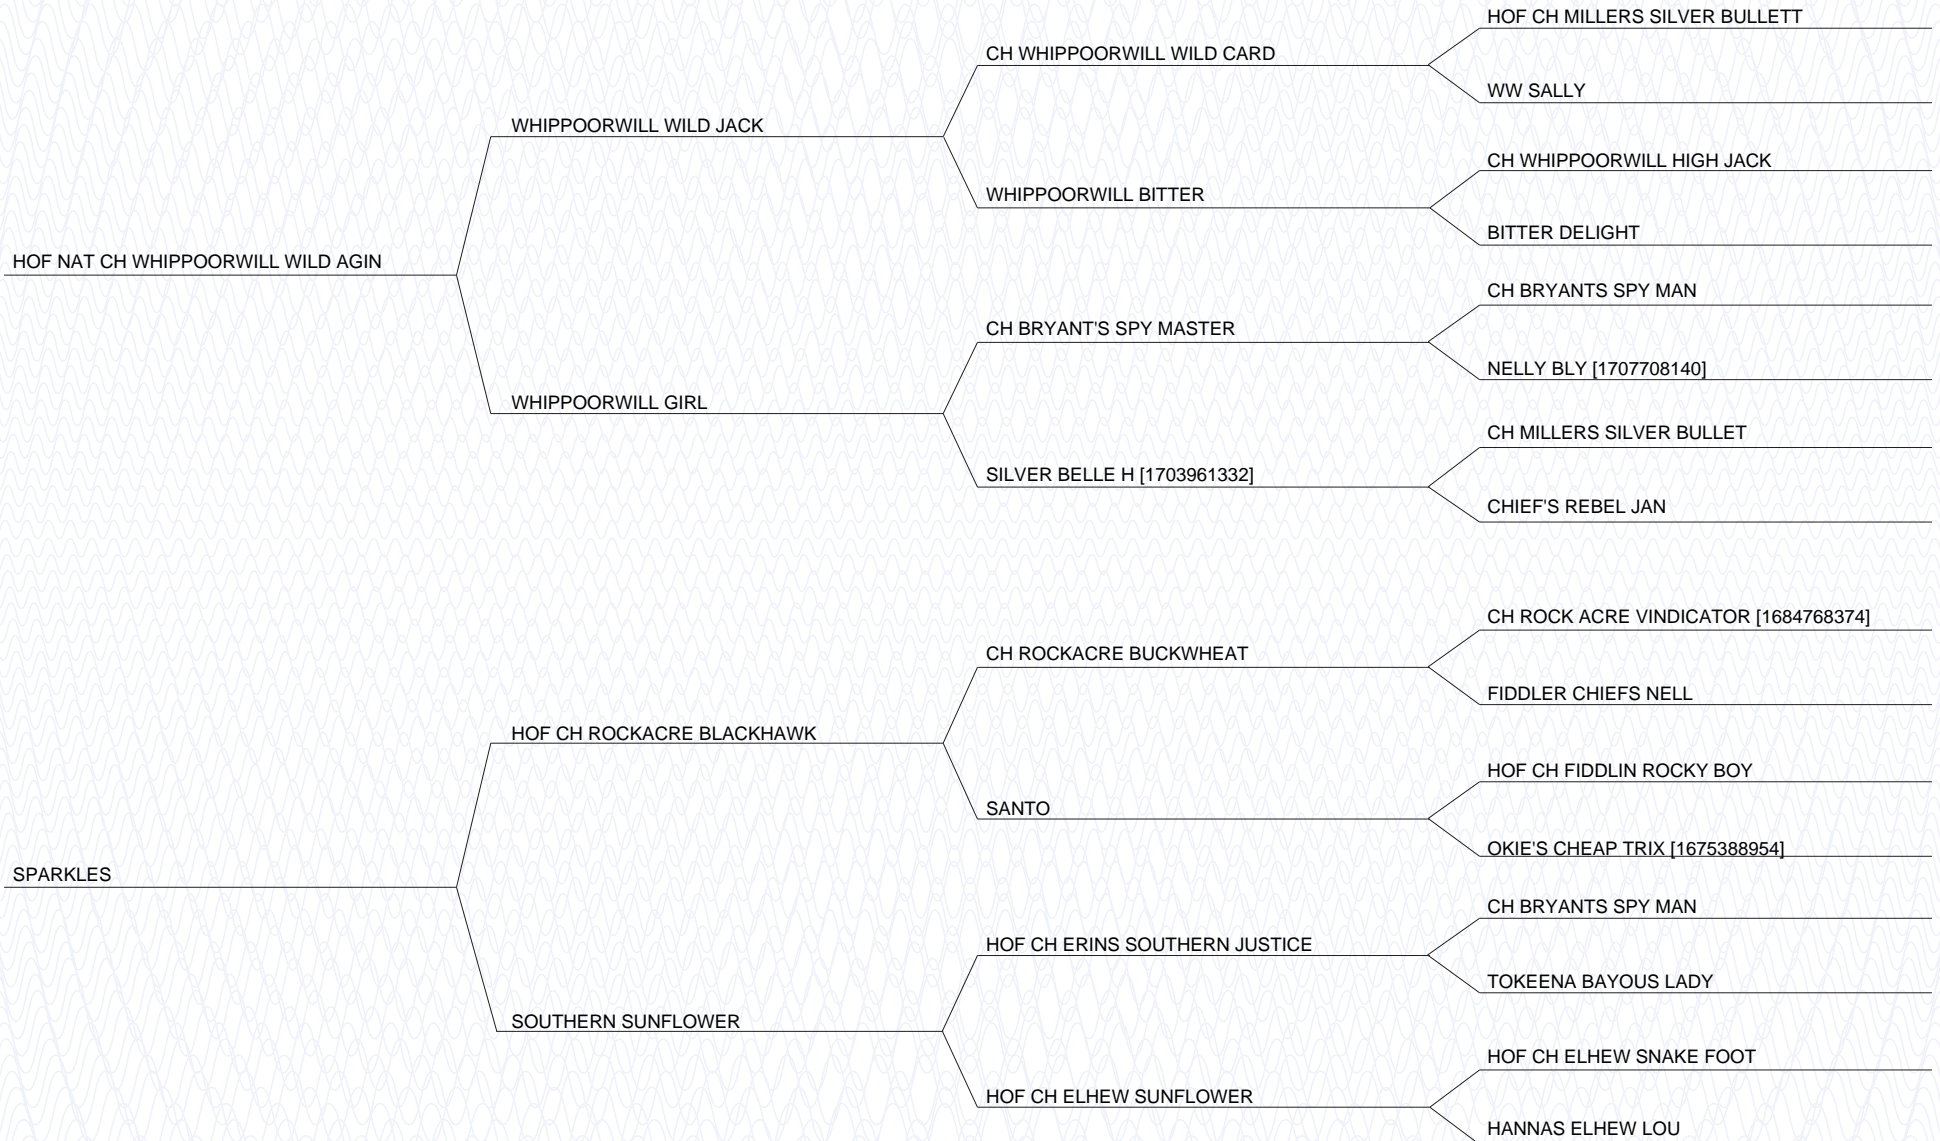 HOF CH MILLERS SILVER BULLETT
CH WHIPPOORWILL WILD CARD
WW SALLY
WHIPPOORWILL WILD JACK
CH WHIPPOORWILL HIGH JACK
WHIPPOORWILL BITTER
BITTER DELIGHT
HOF NAT CH WHIPPOORWILL WILD AGIN
CH BRYANTS SPY MAN
CH BRYANT'S SPY MASTER
NELLY BLY [1707708140]
WHIPPOORWILL GIRL
CH MILLERS SILVER BULLET
SILVER BELLE H [1703961332]
CHIEF'S REBEL JAN
CH ROCK ACRE VINDICATOR [1684768374]
CH ROCKACRE BUCKWHEAT
FIDDLER CHIEFS NELL
HOF CH ROCKACRE BLACKHAWK
HOF CH FIDDLIN ROCKY BOY
SANTO
OKIE'S CHEAP TRIX [1675388954]
SPARKLES
CH BRYANTS SPY MAN
HOF CH ERINS SOUTHERN JUSTICE
TOKEENA BAYOUS LADY
SOUTHERN SUNFLOWER
HOF CH ELHEW SNAKE FOOT
HOF CH ELHEW SUNFLOWER
HANNAS ELHEW LOU